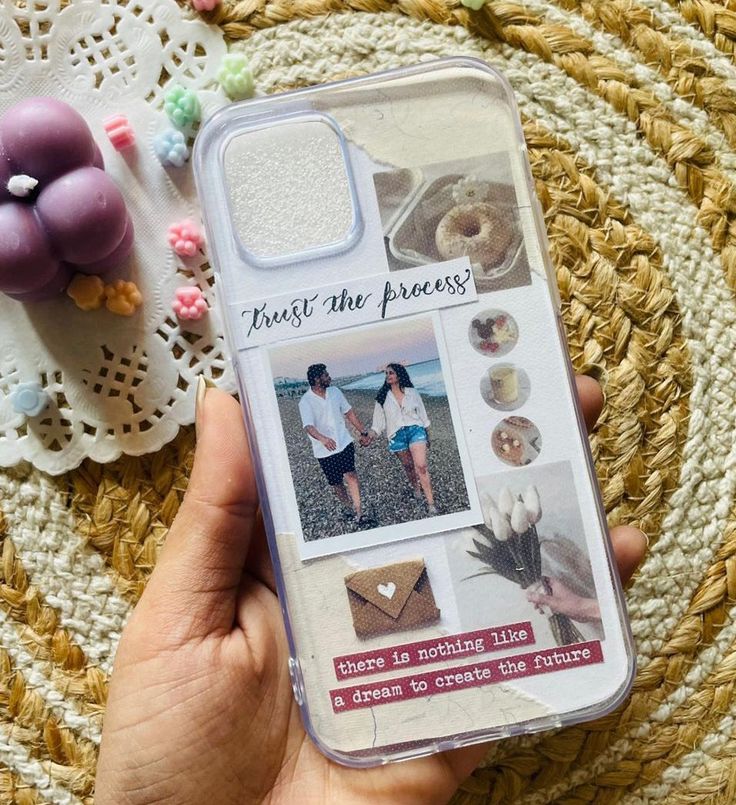 trust the process
there is nothing like
a dream to create the future